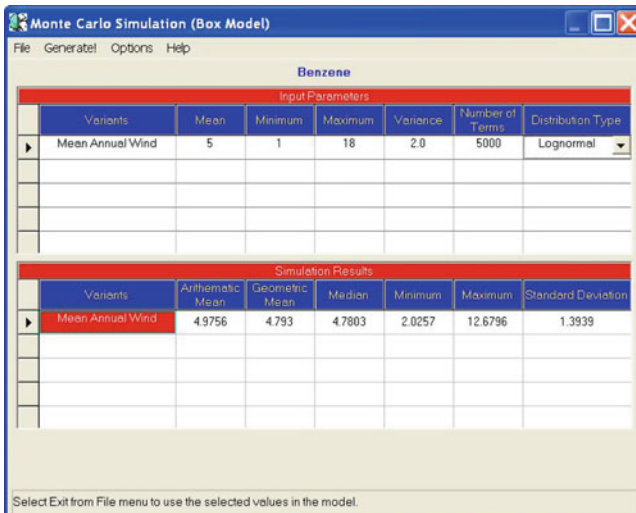 Monte Carlo Simulation (Box Model)
File Generate! Options Help
Benzene
Input Parameters
Variants Mean Minimum Maximum Variance Number of Terms Distribution Type
Mean Annual Wind 5 1 18 2.0 5000 Lognormal
Simulation Results
Variants Arithematic Mean Geometric Mean Median Minimum Maximum Standard Deviation
Mean Annual Wind 4.9756 4.793 4.7803 2.0257 12.6796 1.3939
Select Exit from File menu to use the selected values in the model.